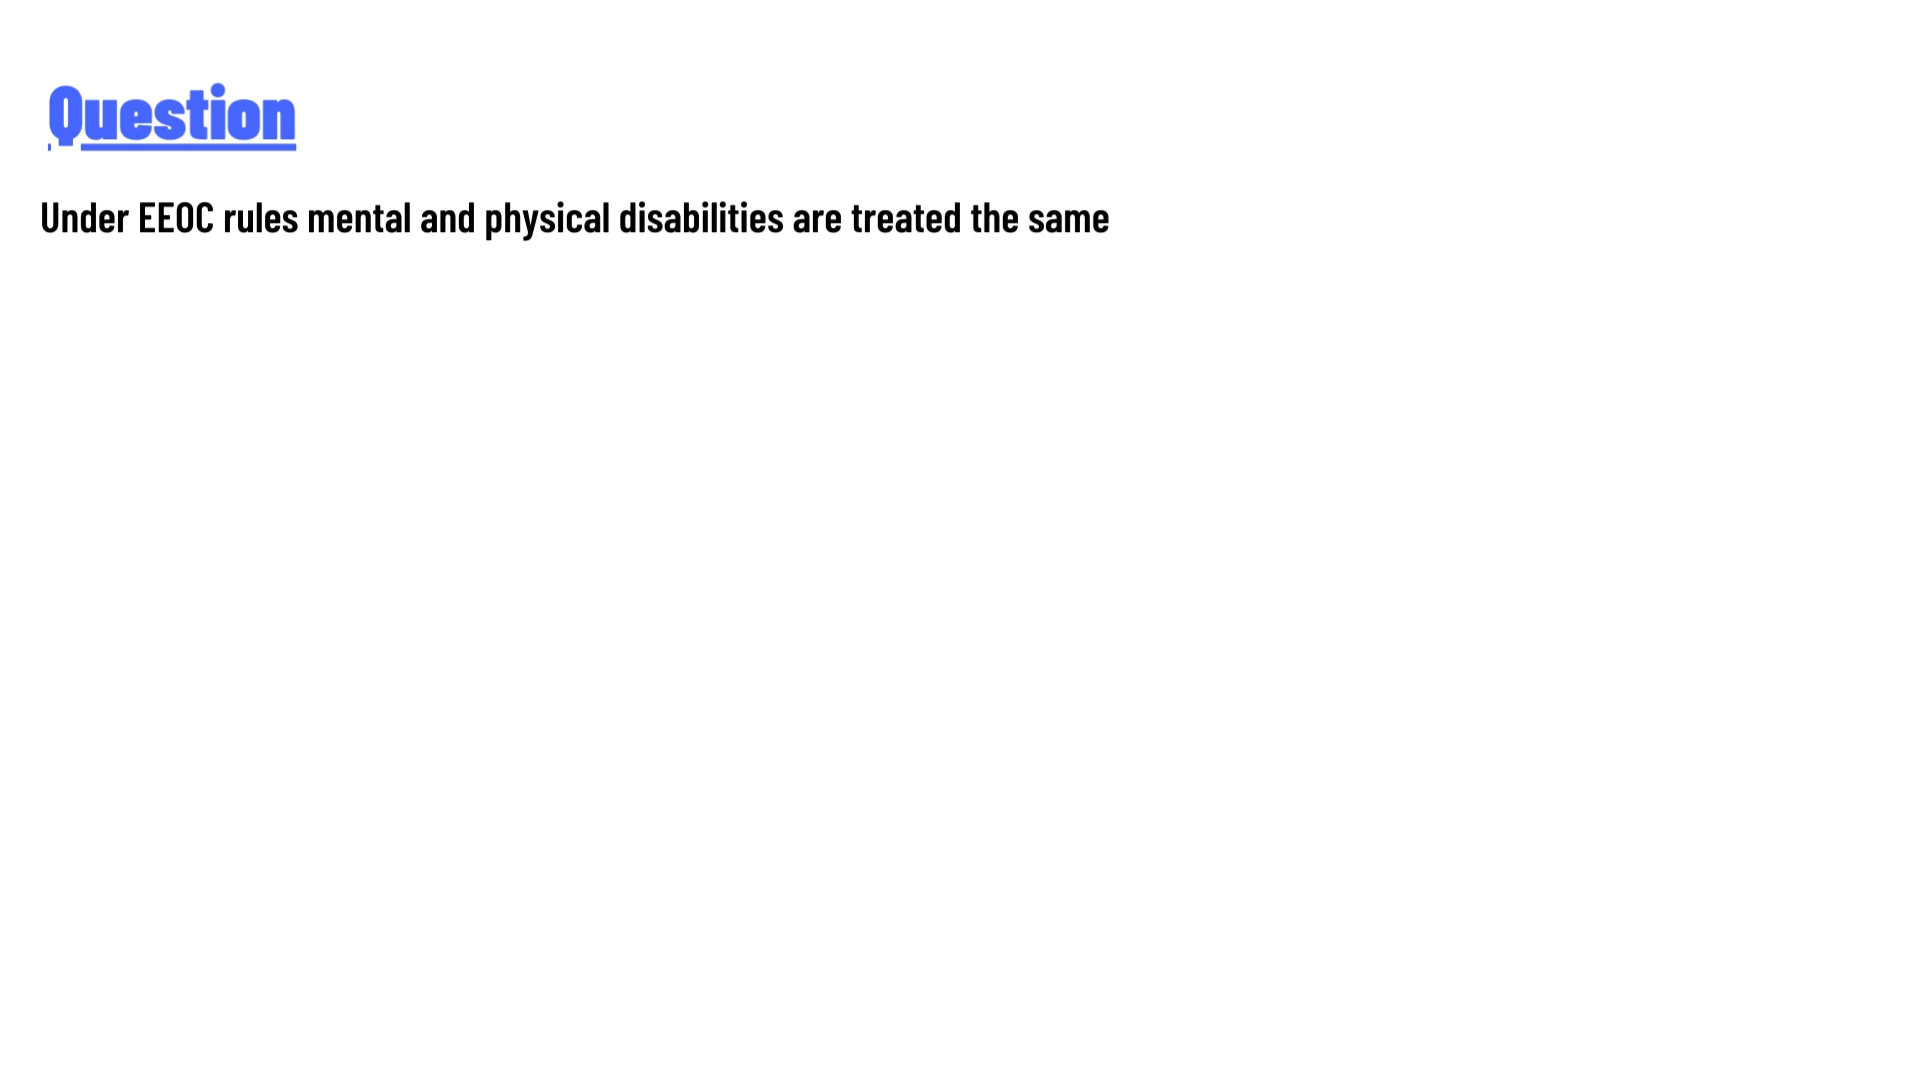 Question
Under EEOC rules mental and physical disabilities are treated the same